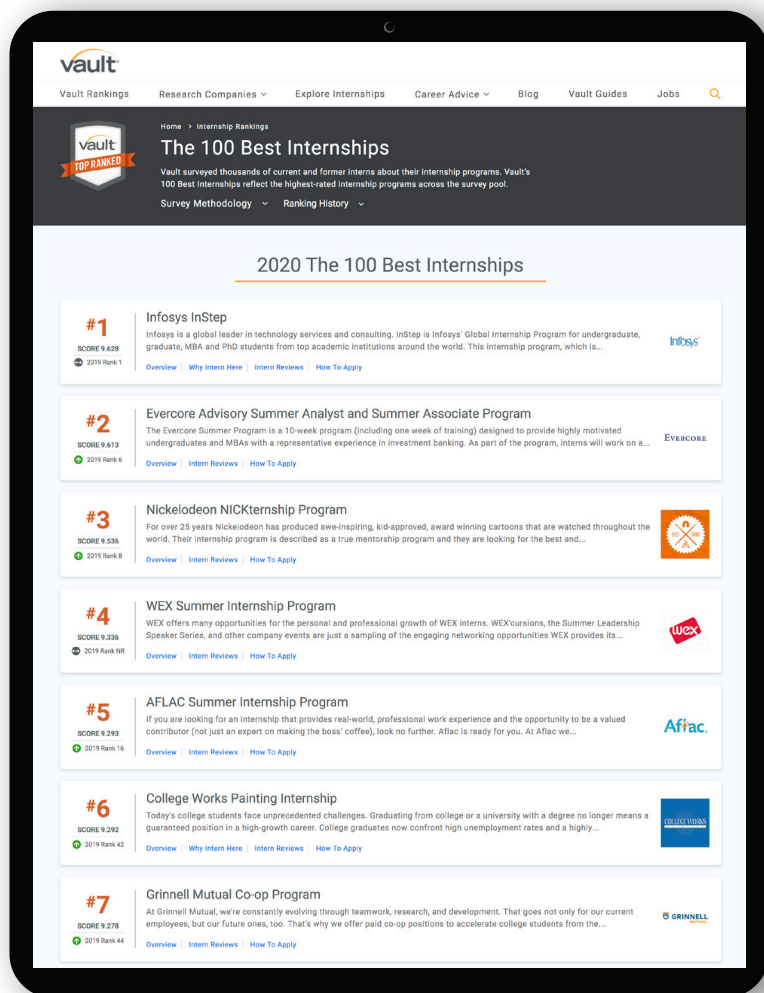 vault
Vault Rankings Research Companies Explore Internships Career Advice Blog Vault Guides Jobs
Home > Internship Rankings
vault
TOP RANKED
The 100 Best Internships
Vault surveyed thousands of current and former interns about their internship programs. Vault's
100 Best Internships reflect the highest-rated internship programs across the survey pool.
Survey Methodology Ranking History
2020 The 100 Best Internships
#1
SCORE 9.628
2019 Rank 1
Infosys InStep
Infosys is a global leader in technology services and consulting. InStep is Infosys' Global Internship Program for undergraduate,
graduate, MBA and PhD students from top academic institutions around the world. This internship program, which is...
Overview | Why Intern Here | Intern Reviews | How To Apply
Infosys
#2
SCORE 9.613
2019 Rank 6
Evercore Advisory Summer Analyst and Summer Associate Program
The Evercore Summer Program is a 10-week program (including one week of training) designed to provide highly motivated
undergraduates and MBAs with a representative experience in investment banking. As part of the program, interns will work on a...
Overview | Intern Reviews | How To Apply
EVERCORE
#3
SCORE 9.536
2019 Rank 8
Nickelodeon NICKternship Program
For over 25 years Nickelodeon has produced awe-inspiring, kid-approved, award winning cartoons that are watched throughout the
world. Their internship program is described as a true mentorship program and they are looking for the best and...
Overview | Intern Reviews | How To Apply
#4
SCORE 9.336
2019 Rank NR
WEX Summer Internship Program
WEX offers many opportunities for the personal and professional growth of WEX interns. WEX'cursions, the Summer Leadership
Speaker Series, and other company events are just a sampling of the engaging networking opportunities WEX provides its...
Overview | Intern Reviews | How To Apply
wex
#5
SCORE 9.293
2019 Rank 16
AFLAC Summer Internship Program
If you are looking for an internship that provides real-world, professional work experience and the opportunity to be a valued
contributor (not just an expert on making the boss' coffee), look no further. Aflac is ready for you. At Aflac we...
Overview | Intern Reviews | How To Apply
Aflac.
#6
SCORE 9.292
2019 Rank 42
College Works Painting Internship
Today's college students face unprecedented challenges. Graduating from college or a university with a degree no longer means a
guaranteed position in a high-growth career. College graduates now confront high unemployment rates and a highly...
Overview | Why Intern Here | Intern Reviews | How To Apply
COLLEGE WORKS
#7
SCORE 9.278
2019 Rank 44
Grinnell Mutual Co-op Program
At Grinnell Mutual, we're constantly evolving through teamwork, research, and development. That goes not only for our current
employees, but our future ones, too. That's why we offer paid co-op positions to accelerate college students from the...
Overview | Intern Reviews | How To Apply
GRINNELL
MUTUAL